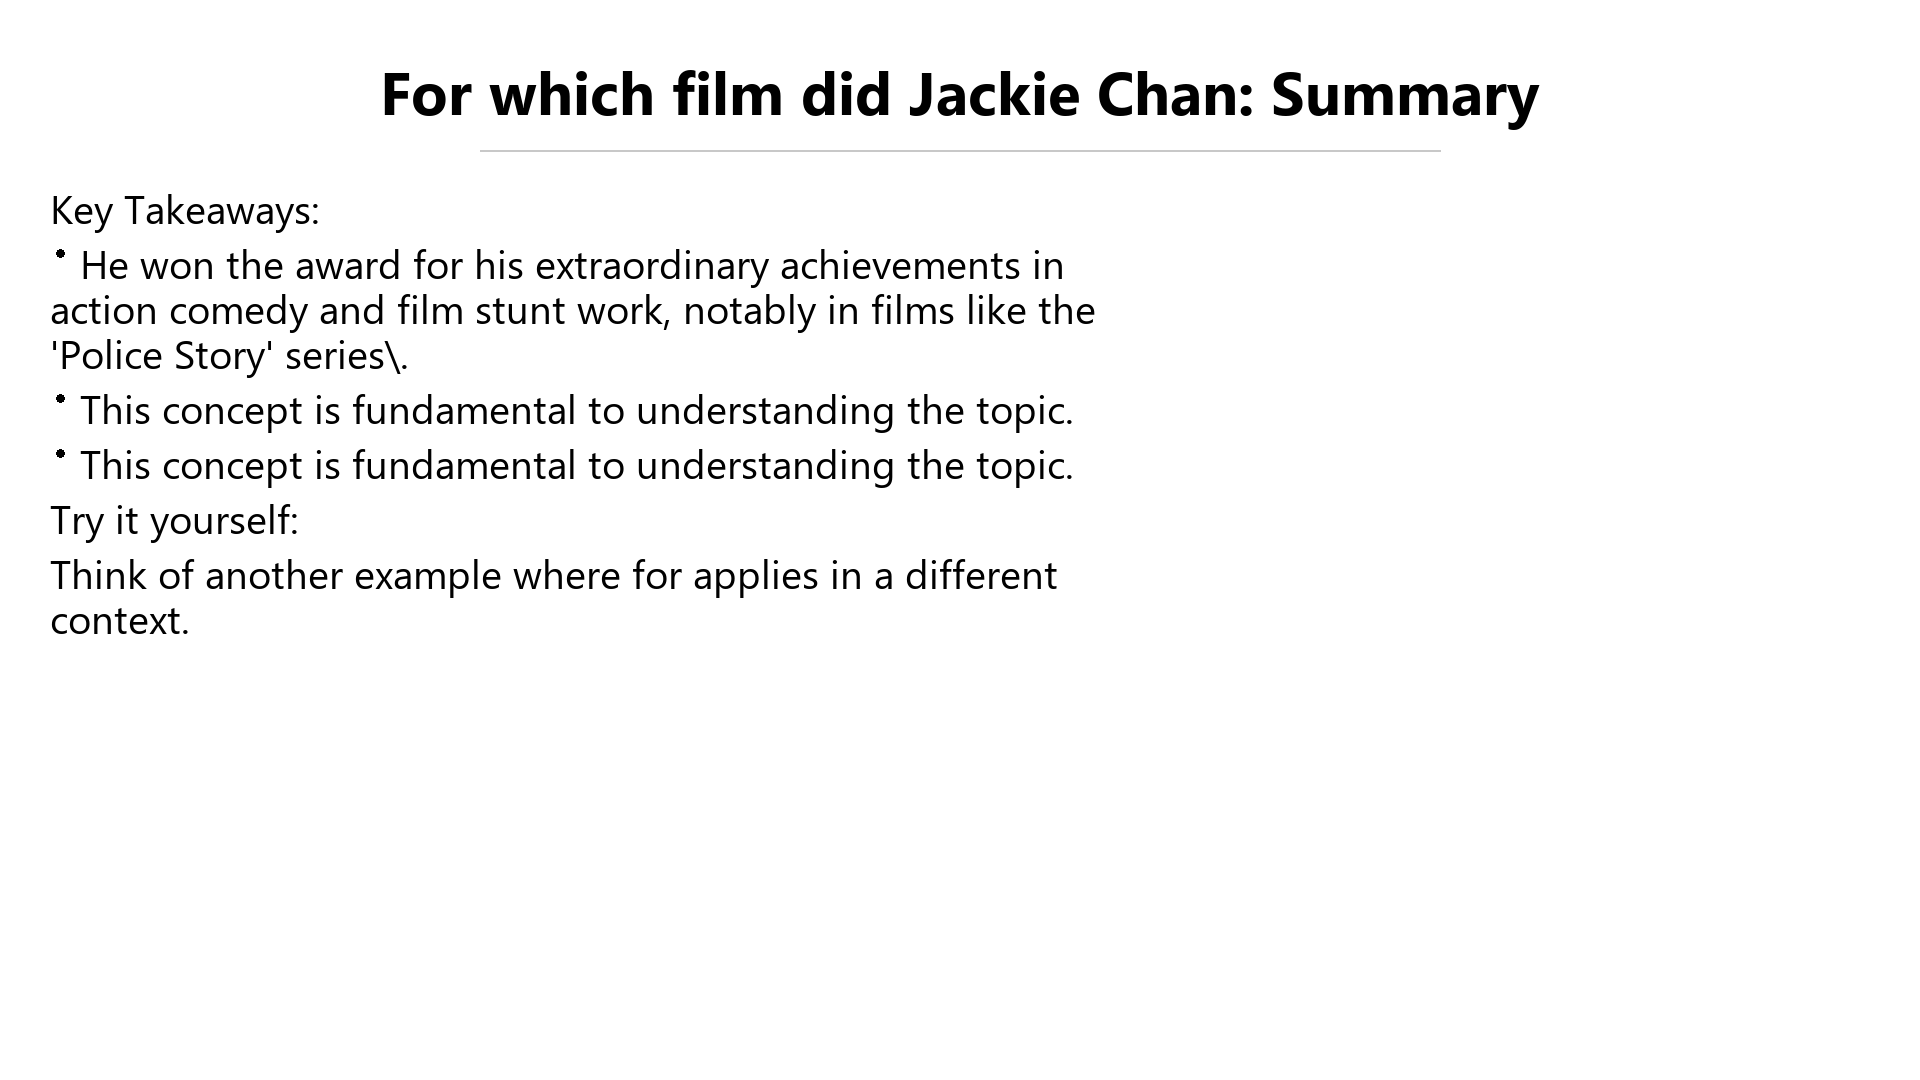 For which film did Jackie Chan: Summary
Key Takeaways:
• He won the award for his extraordinary achievements in
action comedy and film stunt work, notably in films like the
'Police Story' series\.
• This concept is fundamental to understanding the topic.
• This concept is fundamental to understanding the topic.
Try it yourself:
Think of another example where for applies in a different
context.